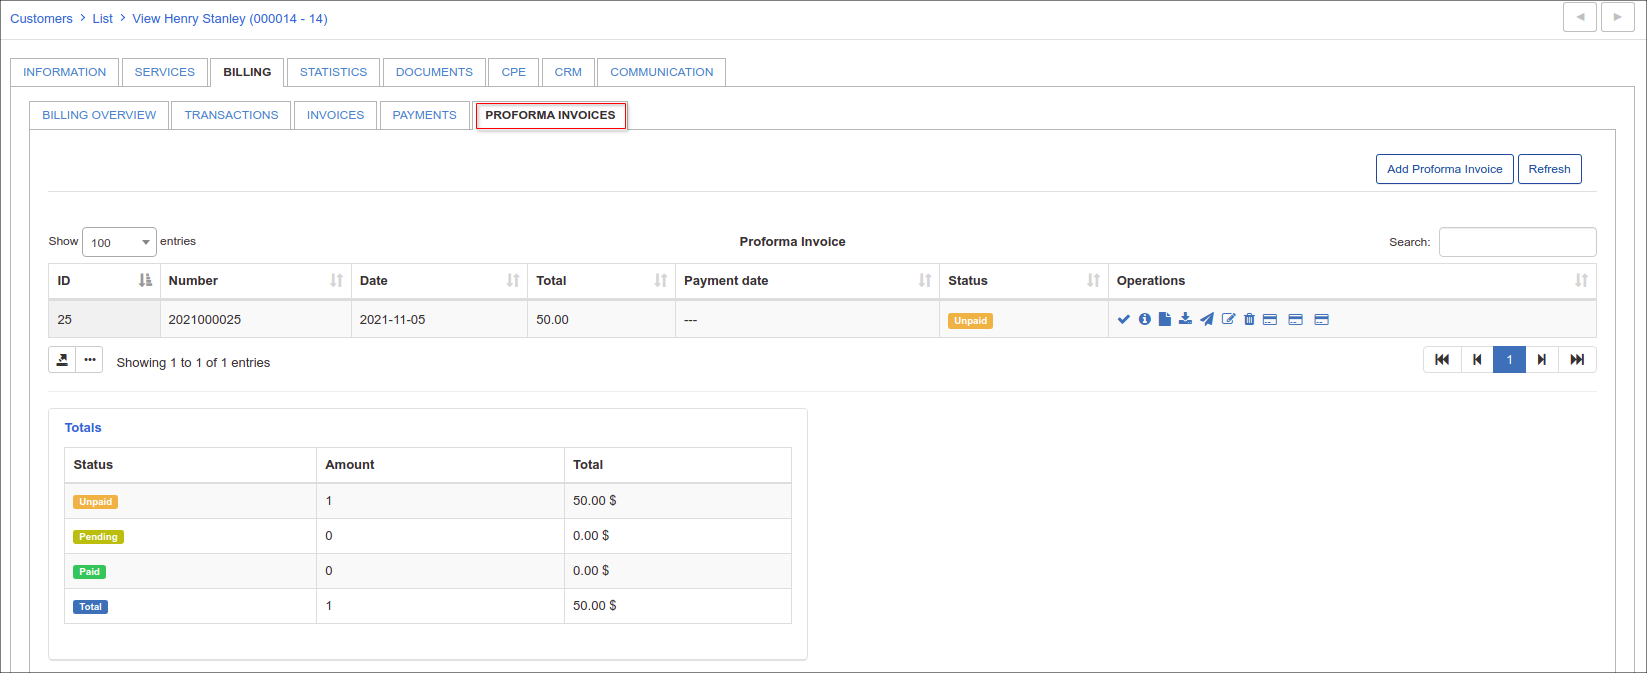 Customers > List > View Henry Stanley (000014 - 14)
INFORMATION SERVICES BILLING STATISTICS DOCUMENTS CPE CRM COMMUNICATION
BILLING OVERVIEW TRANSACTIONS INVOICES PAYMENTS PROFORMA INVOICES
Add Proforma Invoice Refresh
Show 100 entries Proforma Invoice Search:
ID Number Date Total Payment date Status Operations
25 2021000025 2021-11-05 50.00 --- Unpaid
Showing 1 to 1 of 1 entries 1
Totals
Status Amount Total
Unpaid 1 50.00 $
Pending 0 0.00 $
Paid 0 0.00 $
Total 1 50.00 $